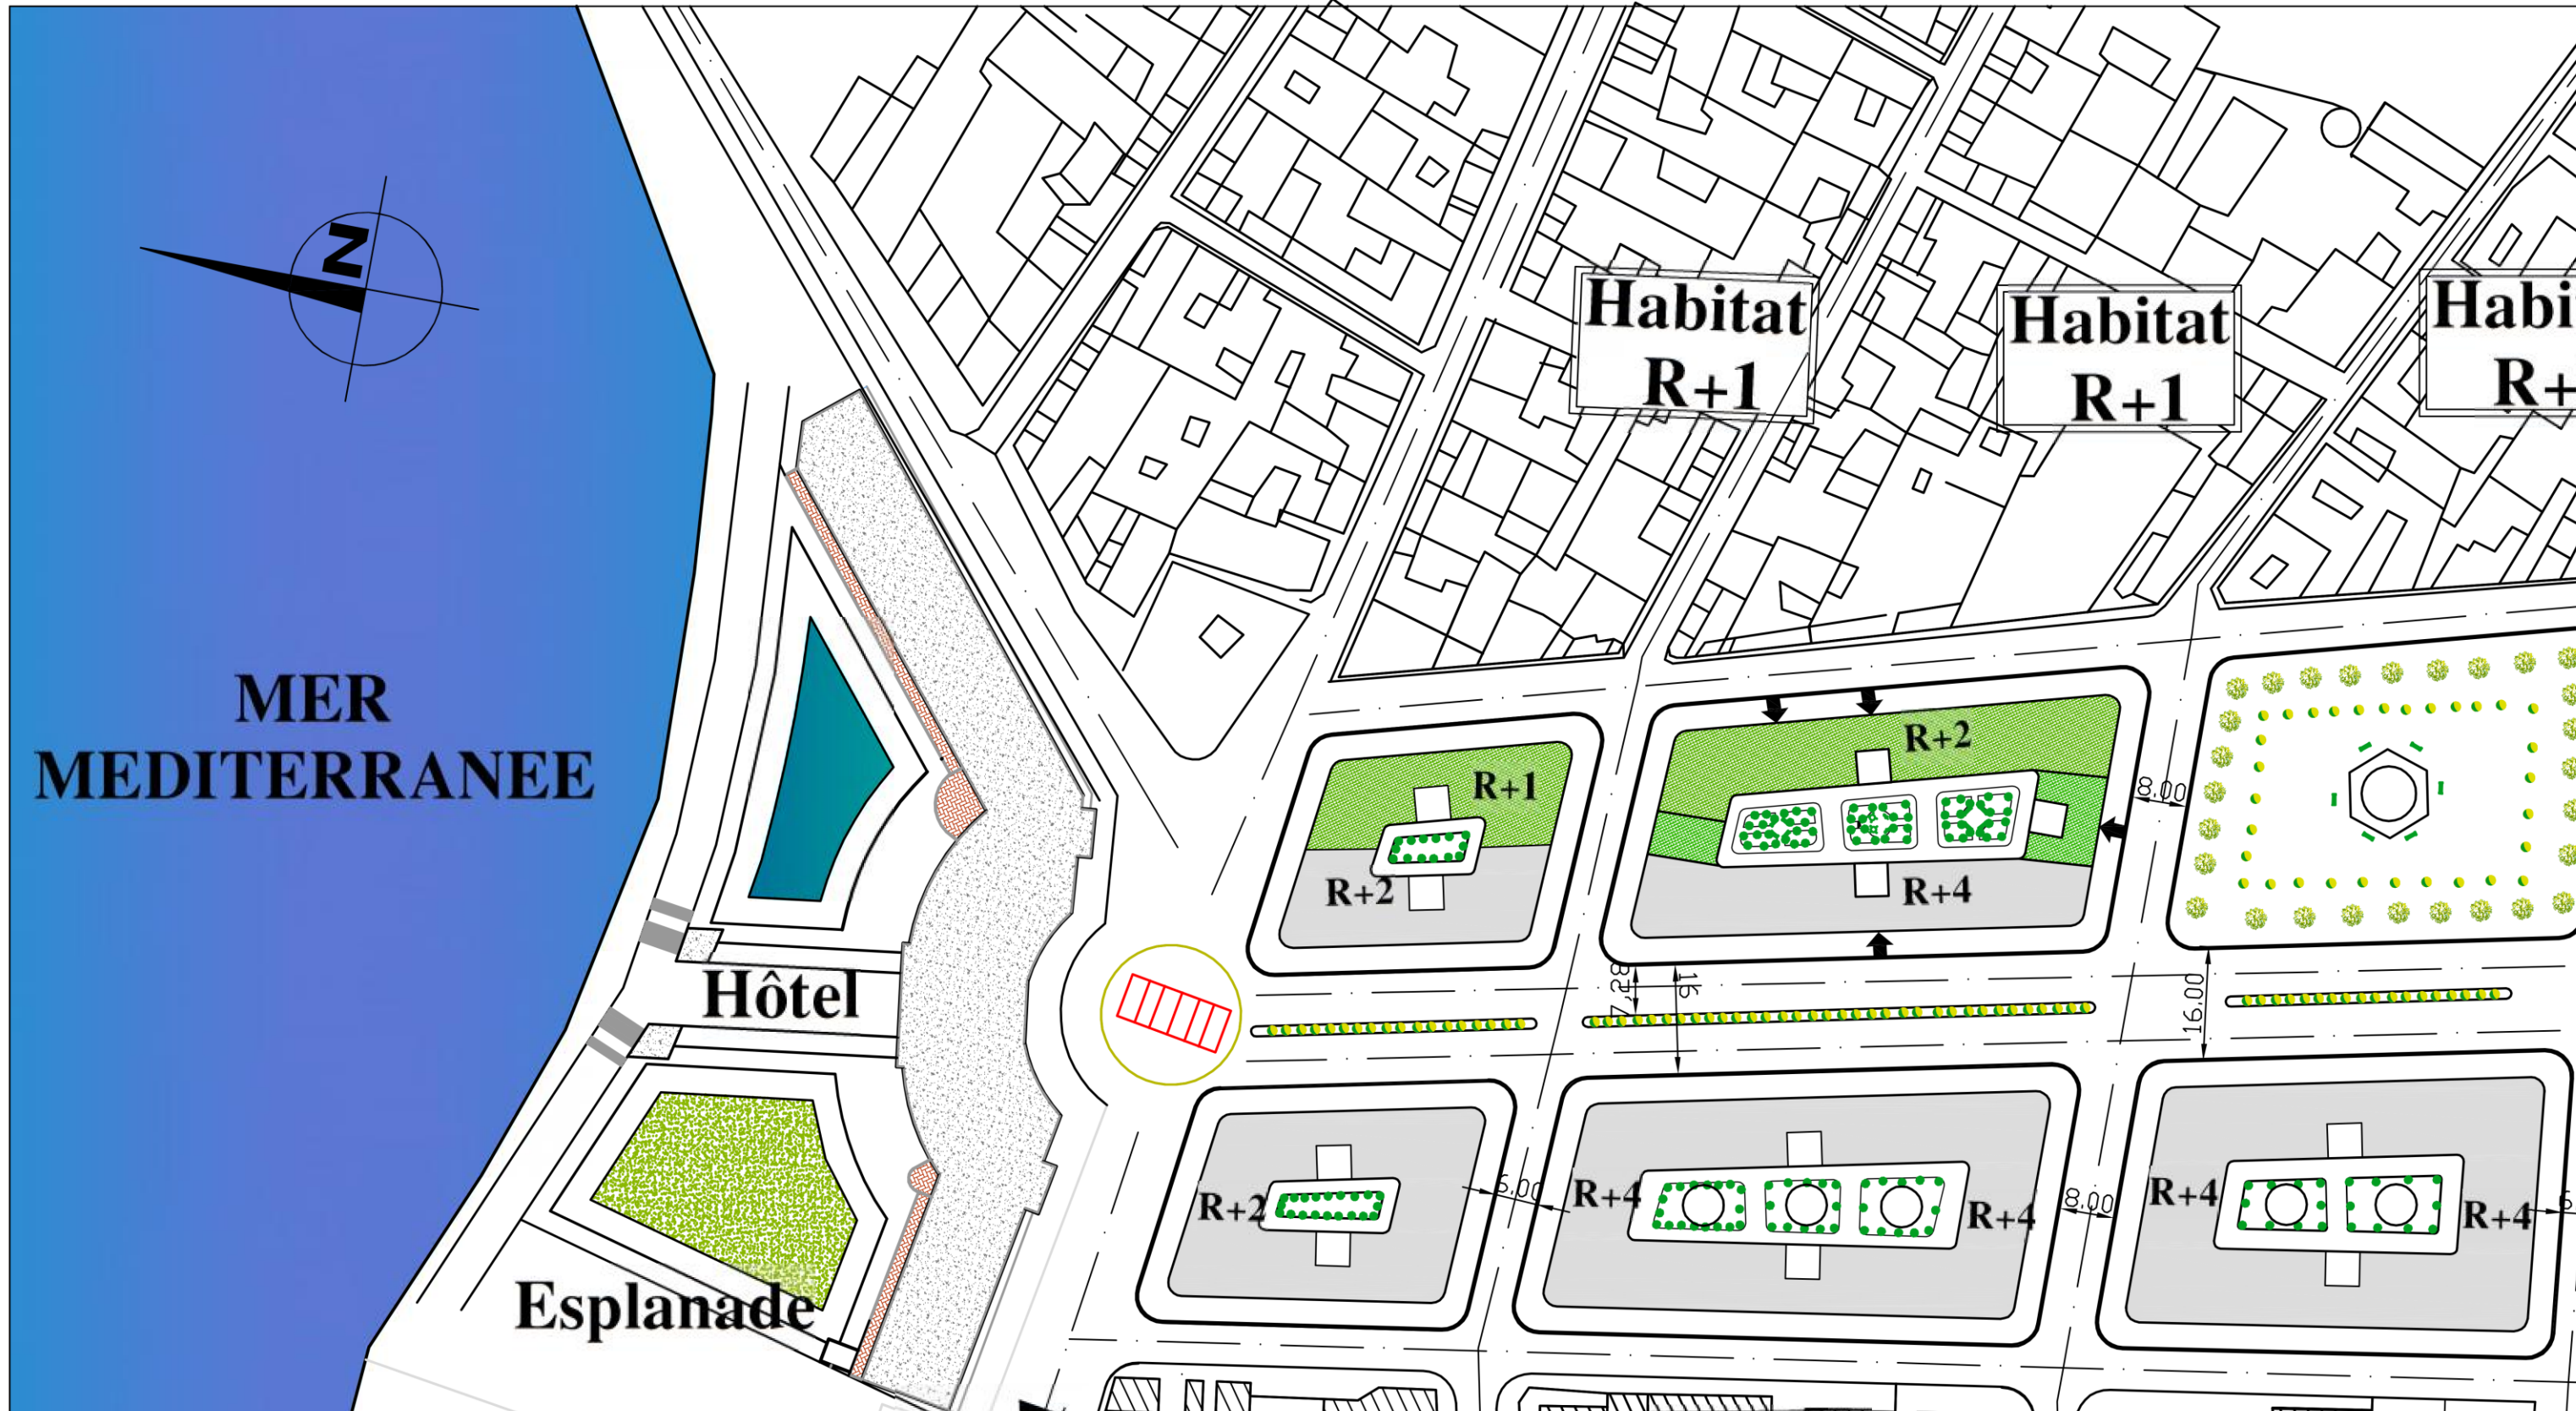 N
Habitat
R+1
Habitat
R+1
Habi
R+
MER
MEDITERRANEE
R+2
R+1
8.00
R+2
R+4
Hôtel
16
16.00
R+2
6.00
R+4
R+4
8.00
R+4
R+4
Esplanade